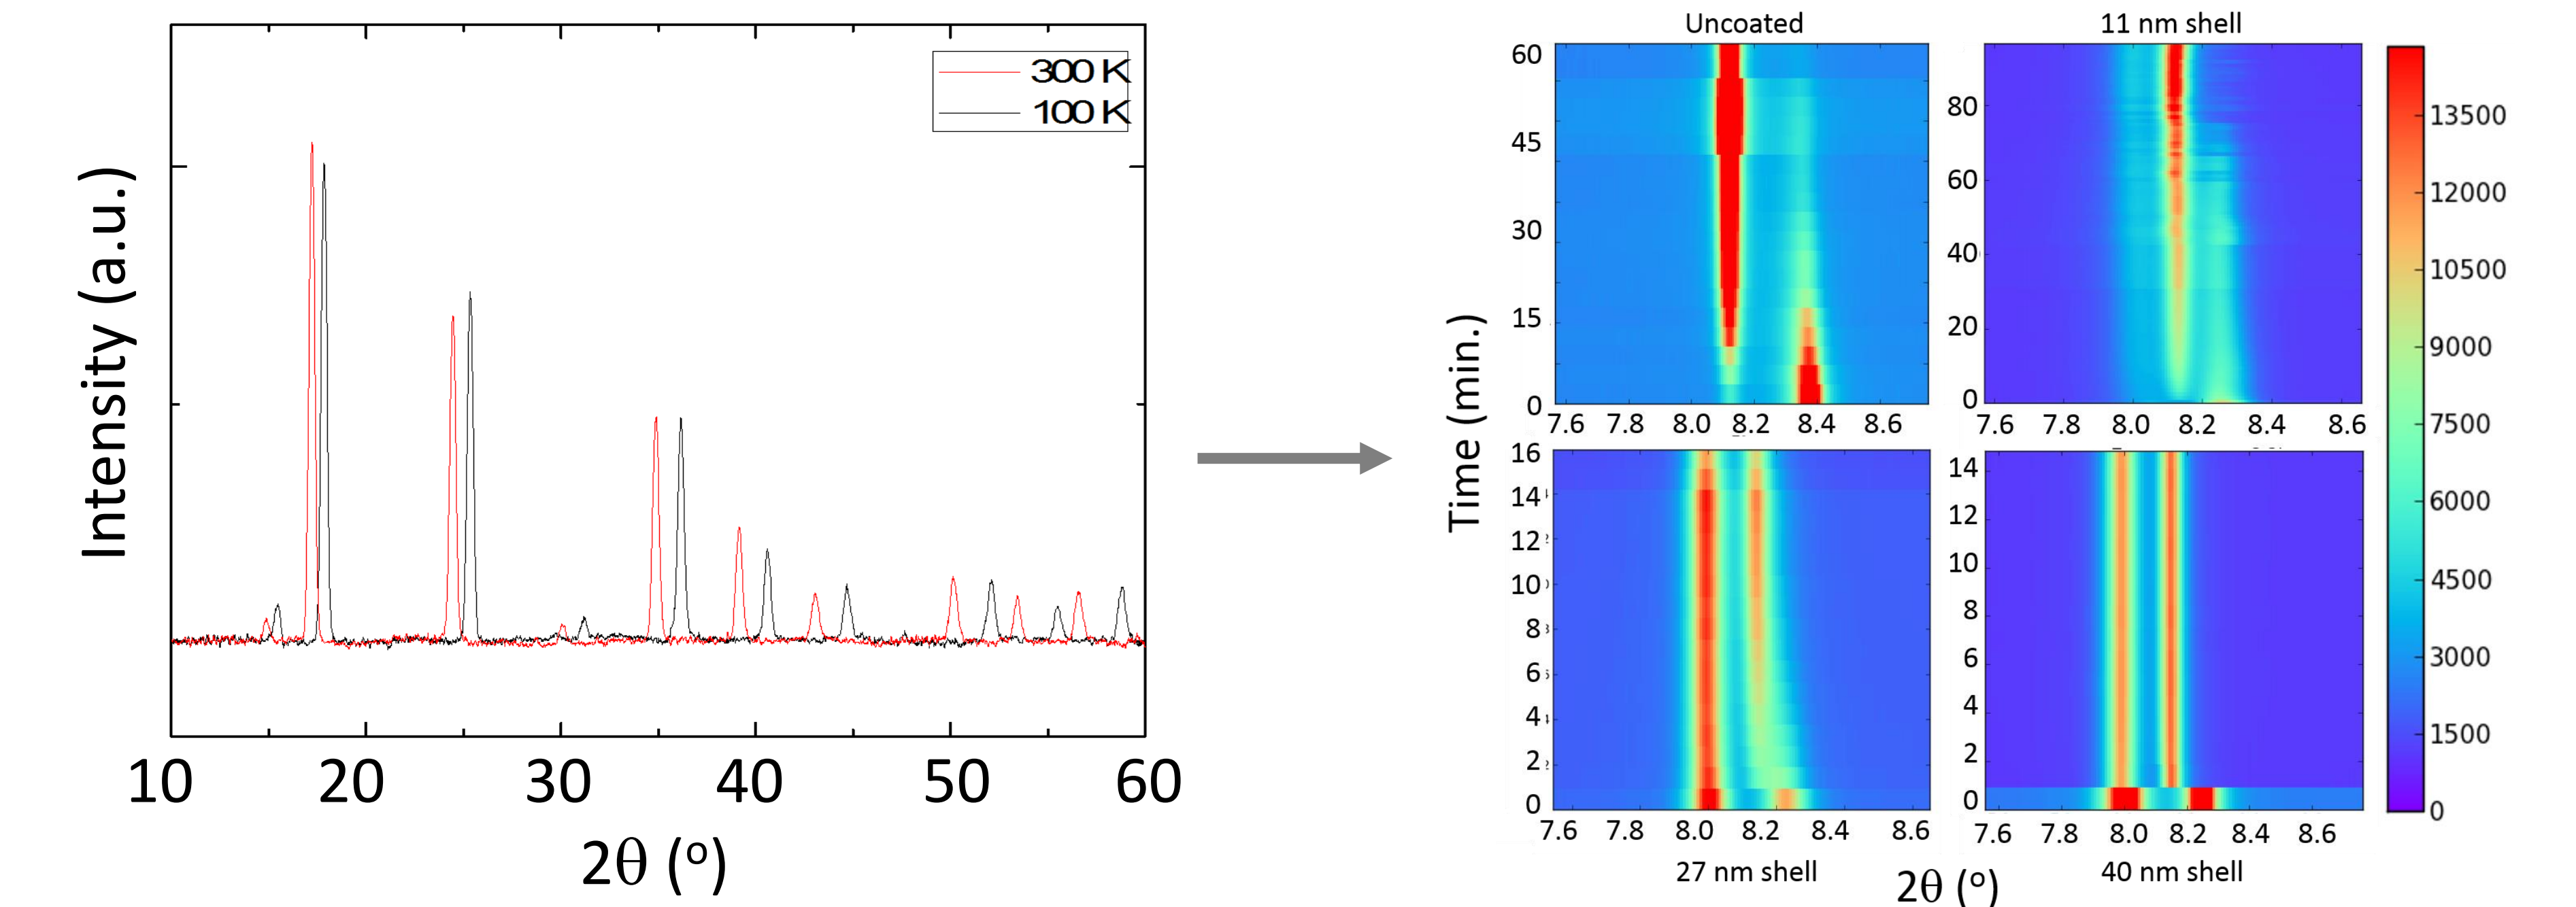 300 K
100 K
Intensity (a.u.)
10 20 30 40 50 60
2θ (o)
Time (min.)
Uncoated
60
45
30
15
0
7.6 7.8 8.0 8.2 8.4 8.6
11 nm shell
80
60
40
20
0
7.6 7.8 8.0 8.2 8.4 8.6
16
14
12
10
8
6
4
2
0
7.6 7.8 8.0 8.2 8.4 8.6
27 nm shell
14
12
10
8
6
4
2
0
7.6 7.8 8.0 8.2 8.4 8.6
40 nm shell
2θ (o)
13500
12000
10500
9000
7500
6000
4500
3000
1500
0